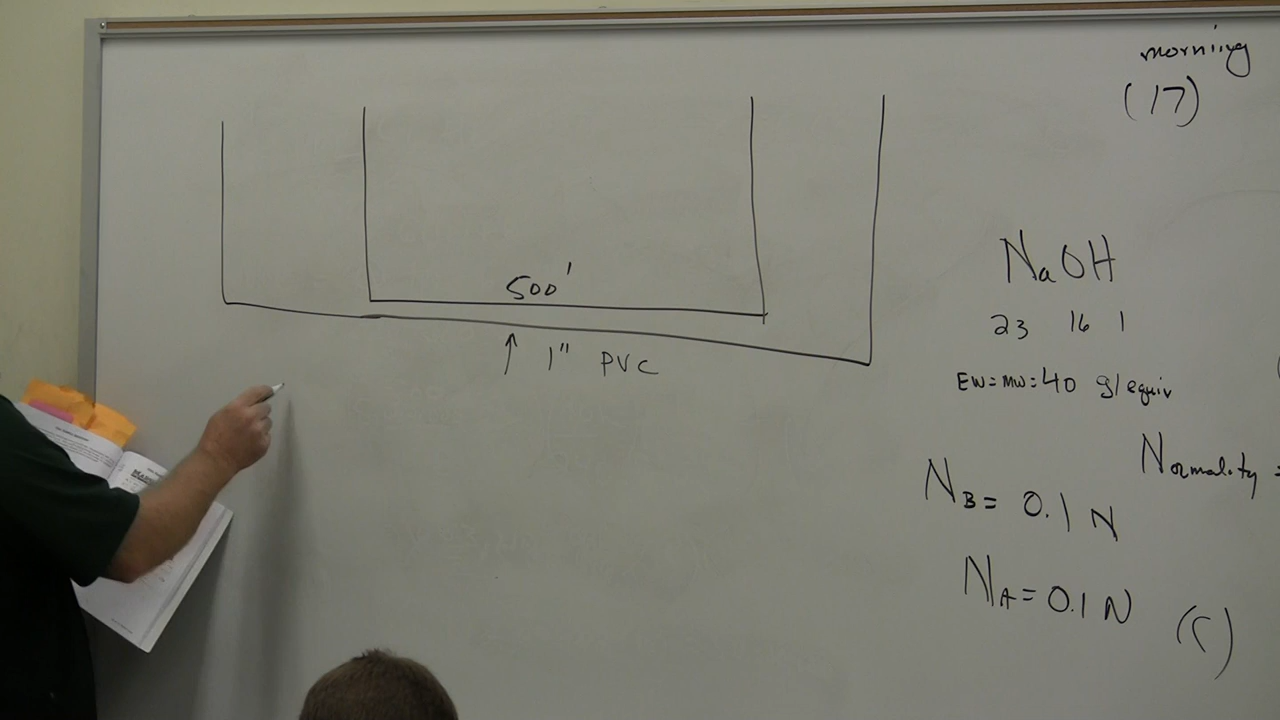 morniig
(17)
500'
1" PVC
NaOH
23 16 1
EW=MW=40 g/equiv
Normality =
NB= 0.1 N
NA= 0.1 N
(C)